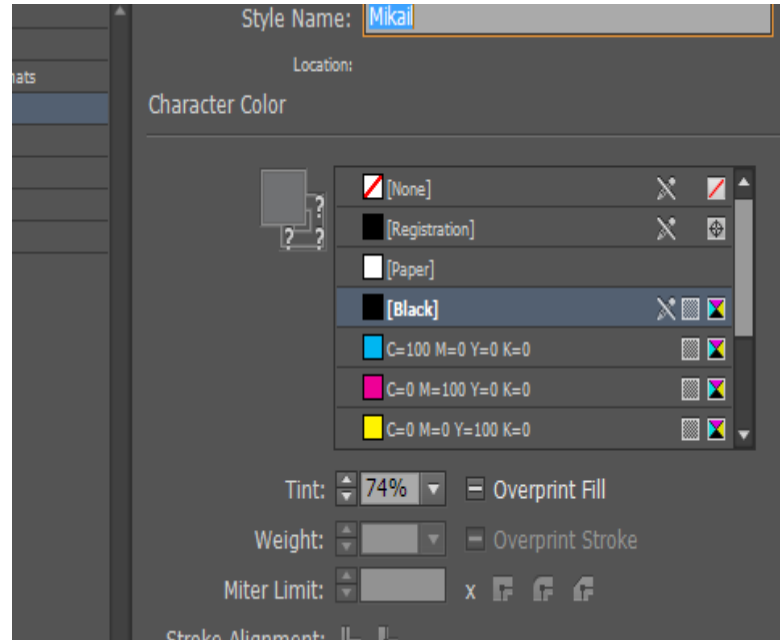 Style Name: Mikail
Location:
nats
Character Color
[None]
[Registration]
[Paper]
[Black]
C=100 M=0 Y=0 K=0
C=0 M=100 Y=0 K=0
C=0 M=0 Y=100 K=0
Tint: 74% Overprint Fill
Weight: Overprint Stroke
Miter Limit: x
Stroke Alignment: